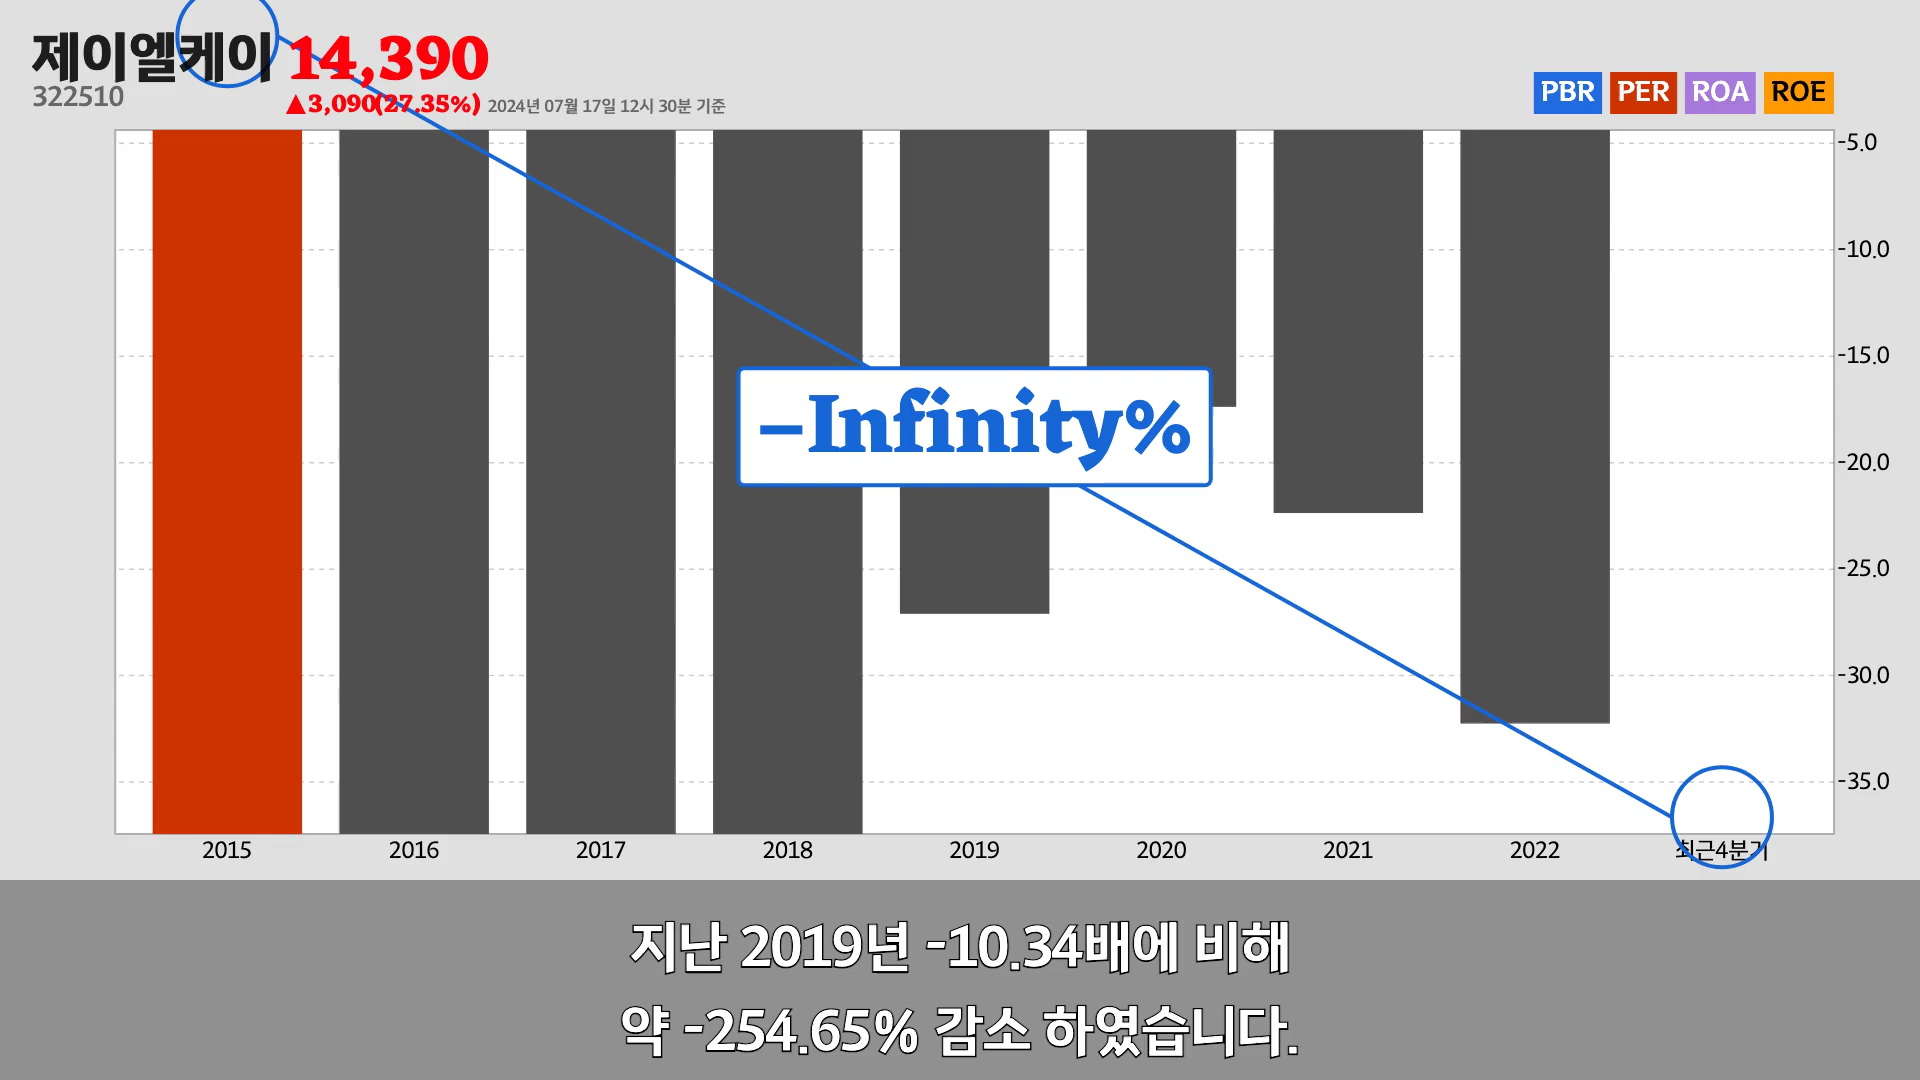 제이엘케이 14,390
322510
▲3,090(27.35%) 2024년 07월 17일 12시 30분 기준
PBR PER ROA ROE
-5.0
-10.0
-15.0
-20.0
-25.0
-30.0
-35.0
-Infinity%
2015 2016 2017 2018 2019 2020 2021 2022 최근4분기
지난 2019년 -10.34배에 비해
약 -254.65% 감소 하였습니다.